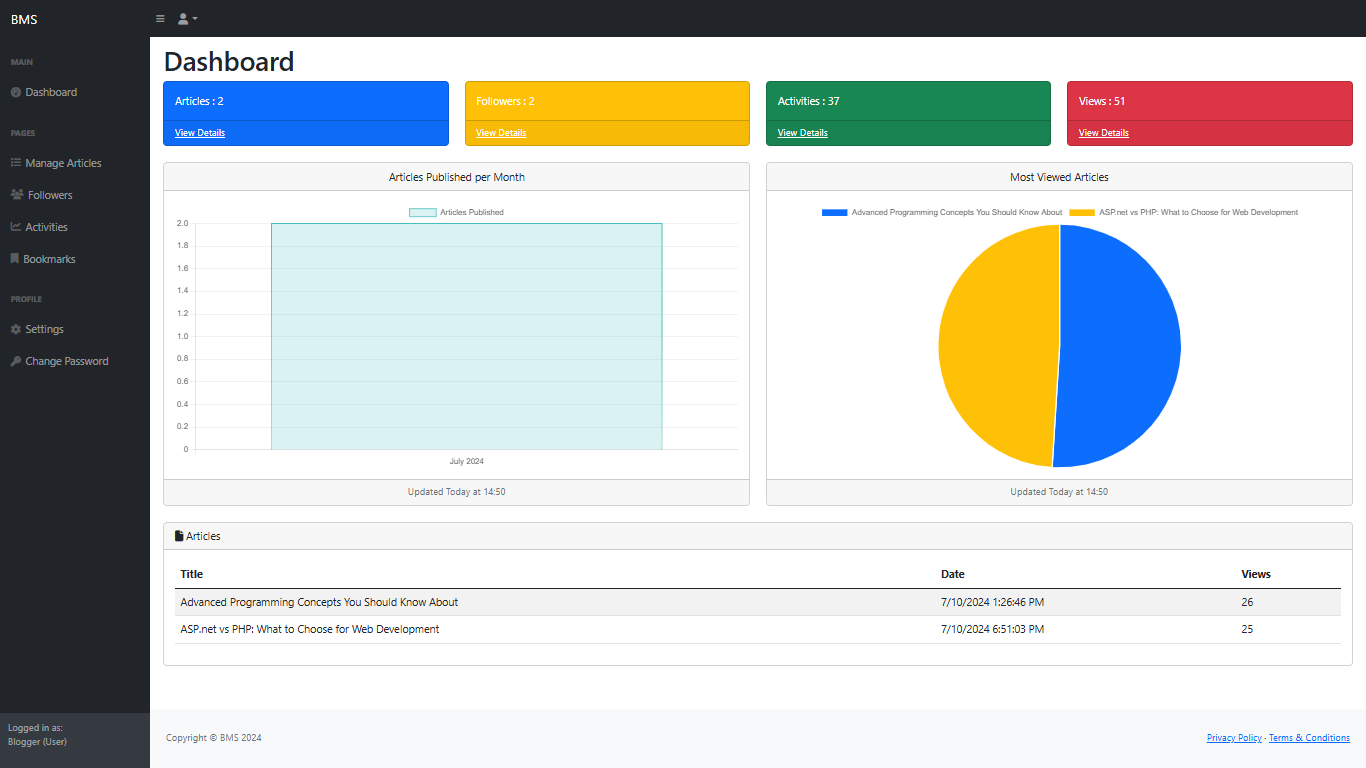 BMS
MAIN
Dashboard
PAGES
Manage Articles
Followers
Activities
Bookmarks
PROFILE
Settings
Change Password
Logged in as:
Blogger (User)
Dashboard
Articles : 2
View Details
Followers : 2
View Details
Activities : 37
View Details
Views : 51
View Details
Articles Published per Month
Articles Published
2.0
1.8
1.6
1.4
1.2
1.0
0.8
0.6
0.4
0.2
0
July 2024
Updated Today at 14:50
Most Viewed Articles
Advanced Programming Concepts You Should Know About
ASP.net vs PHP: What to Choose for Web Development
Updated Today at 14:50
Articles
Title Date Views
Advanced Programming Concepts You Should Know About 7/10/2024 1:26:46 PM 26
ASP.net vs PHP: What to Choose for Web Development 7/10/2024 6:51:03 PM 25
Copyright © BMS 2024
Privacy Policy · Terms & Conditions